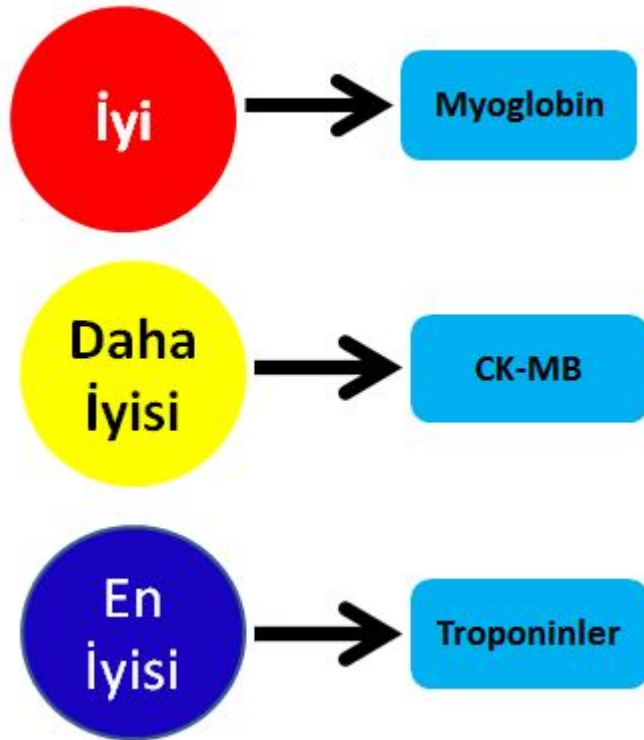 İyi
Myoglobin
Daha
İyisi
CK-MB
En
İyisi
Troponinler